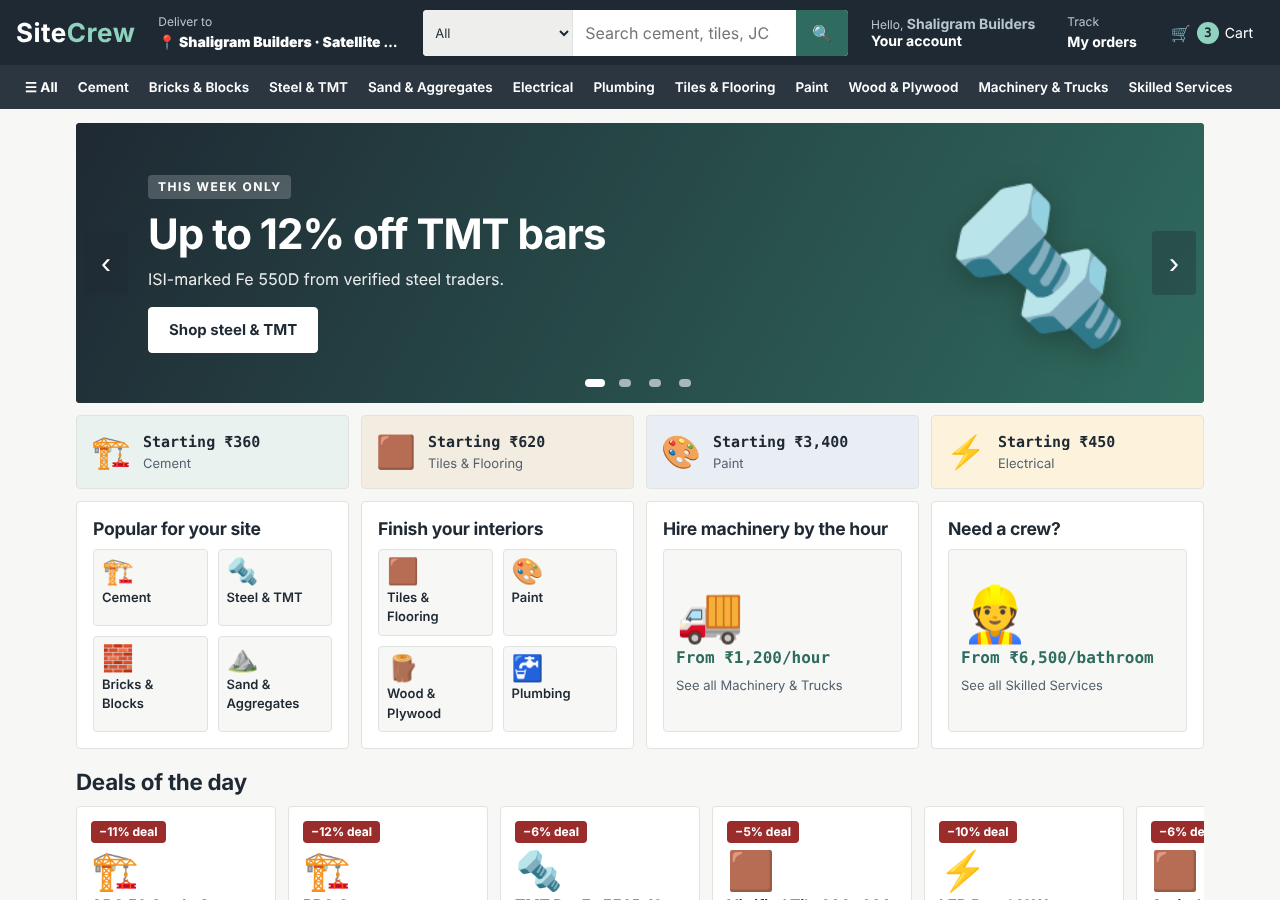 SiteCrew
Deliver to
Shaligram Builders · Satellite ...
All
Search cement, tiles, JC
Hello, Shaligram Builders
Your account
Track
My orders
3 Cart
☰ All
Cement
Bricks & Blocks
Steel & TMT
Sand & Aggregates
Electrical
Plumbing
Tiles & Flooring
Paint
Wood & Plywood
Machinery & Trucks
Skilled Services
THIS WEEK ONLY
Up to 12% off TMT bars
ISI-marked Fe 550D from verified steel traders.
Shop steel & TMT
‹
›
Starting ₹360
Cement
Starting ₹620
Tiles & Flooring
Starting ₹3,400
Paint
Starting ₹450
Electrical
Popular for your site
Cement
Steel & TMT
Bricks &
Blocks
Sand &
Aggregates
Finish your interiors
Tiles &
Flooring
Paint
Wood &
Plywood
Plumbing
Hire machinery by the hour
From ₹1,200/hour
See all Machinery & Trucks
Need a crew?
From ₹6,500/bathroom
See all Skilled Services
Deals of the day
−11% deal
−12% deal
−6% deal
−5% deal
−10% deal
−6% de